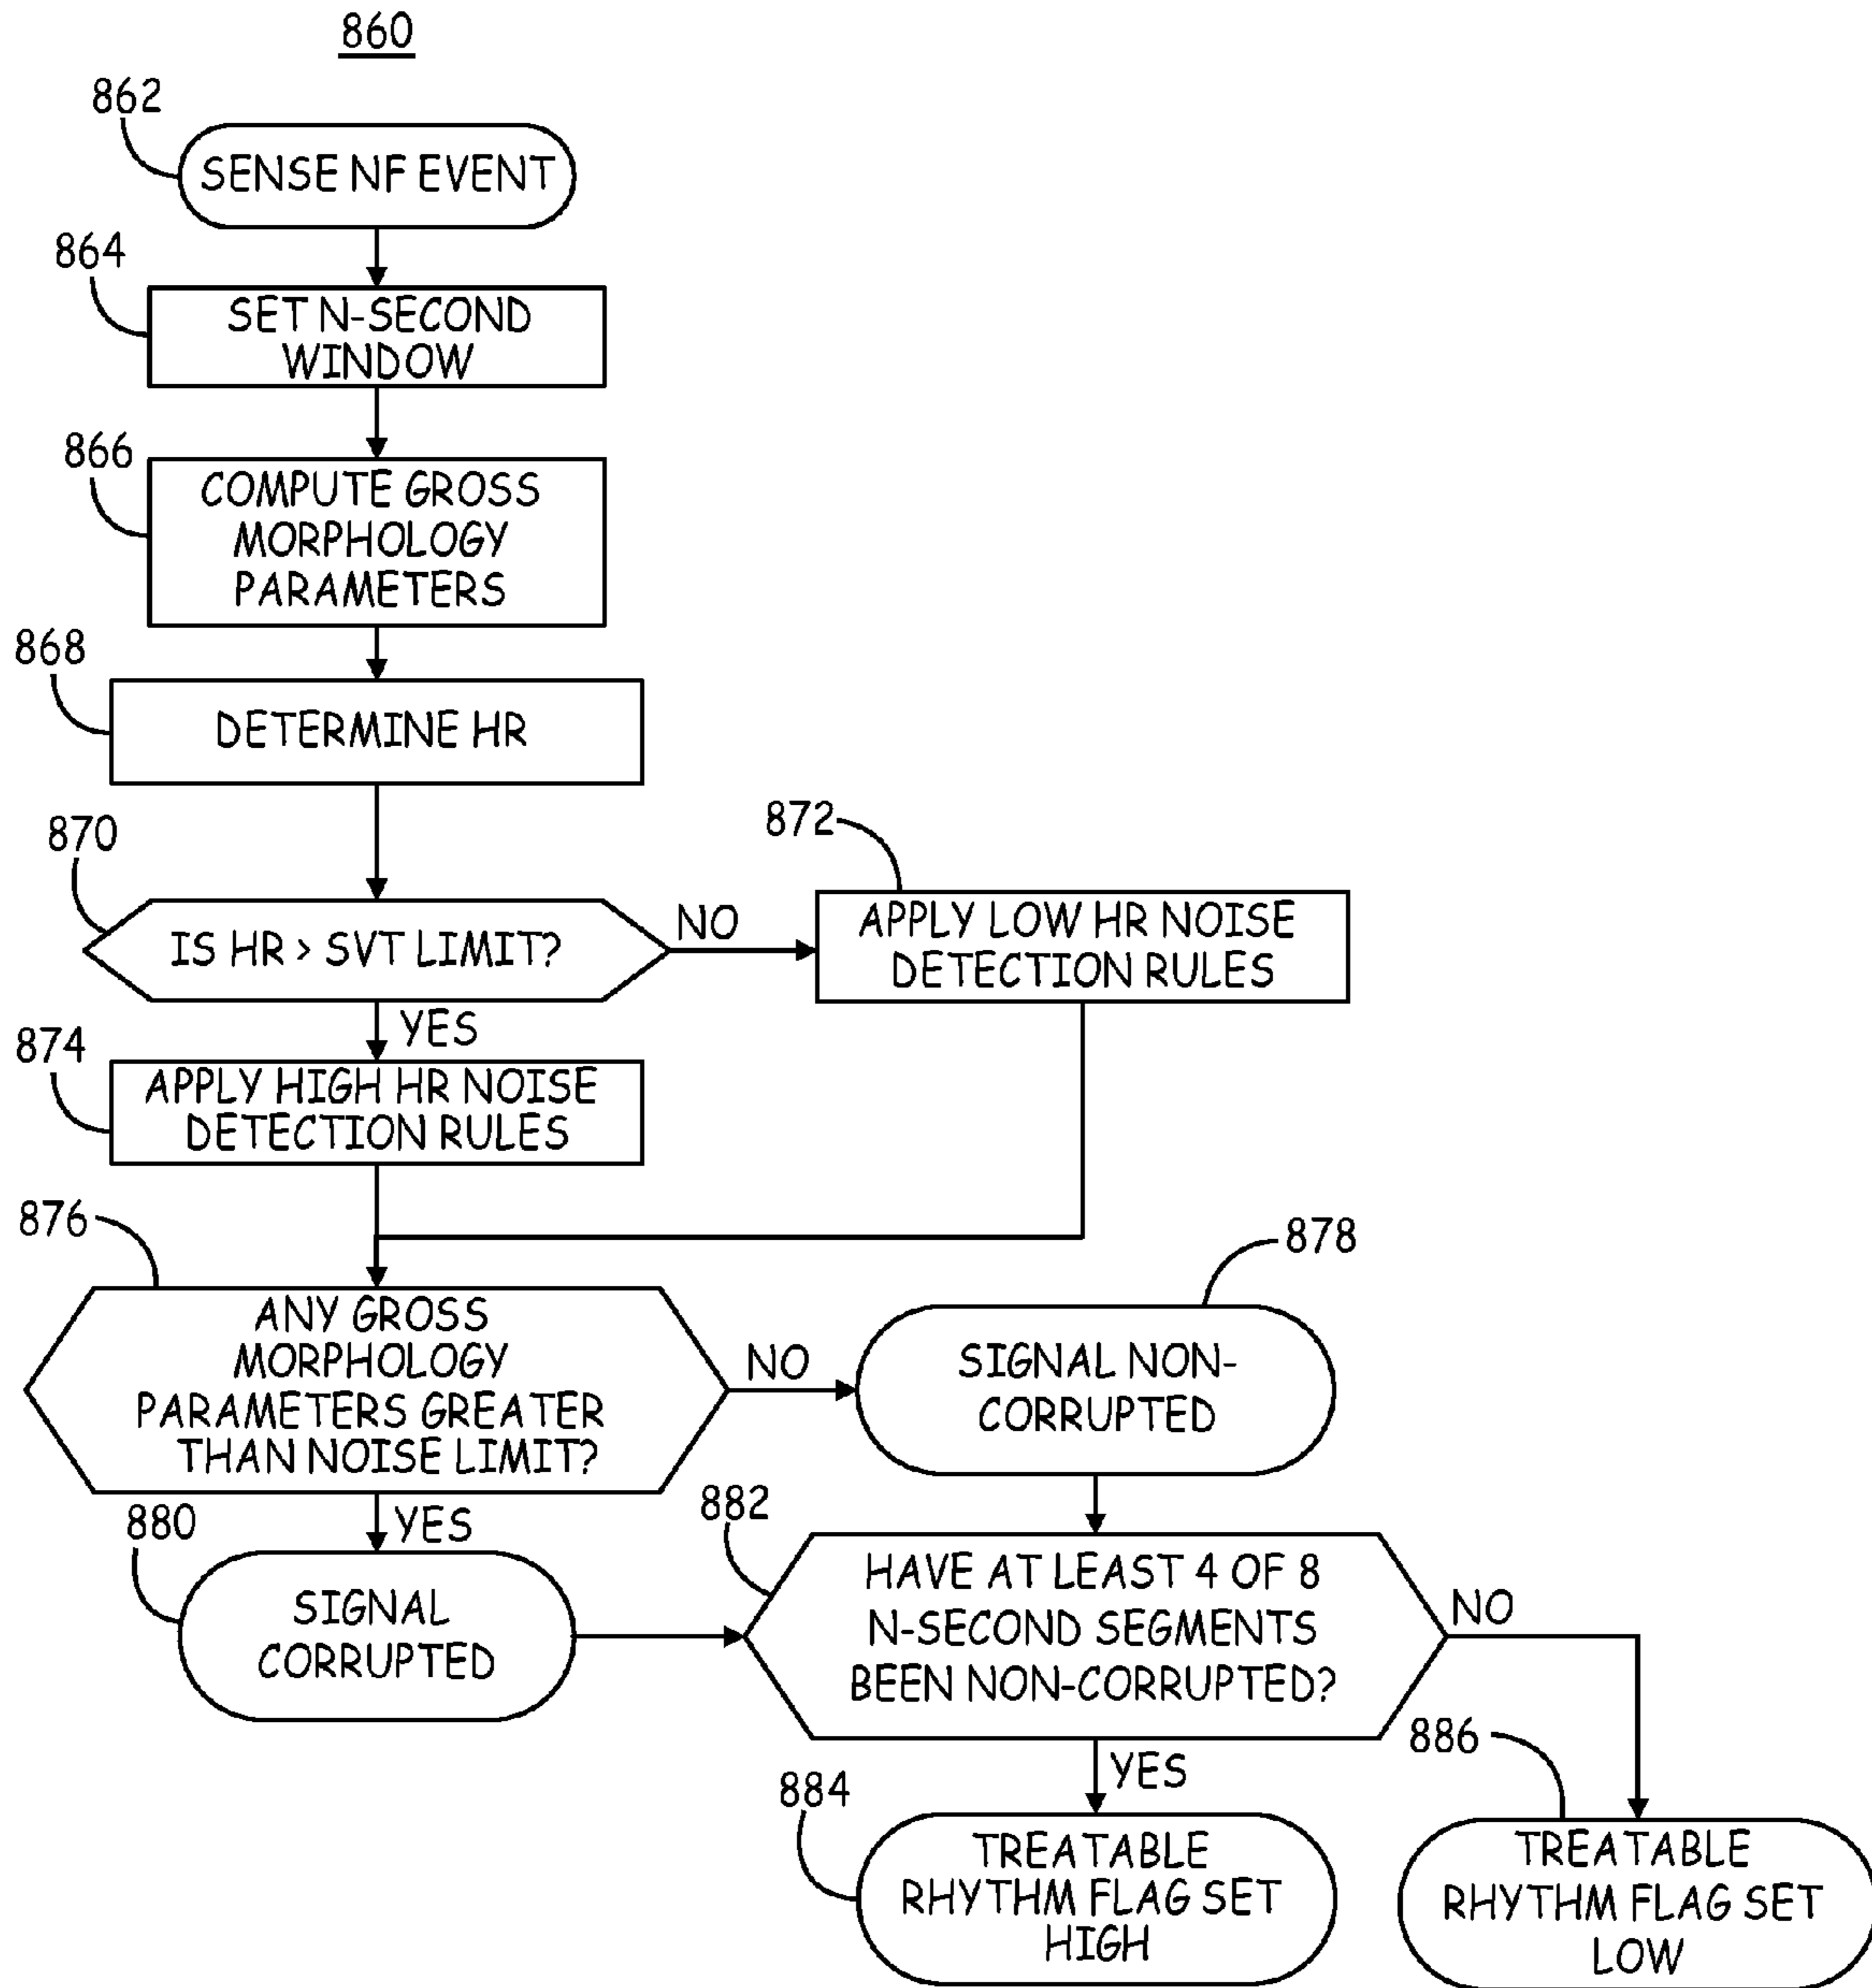 860
862
SENSE NF EVENT
864
SET N-SECOND
WINDOW
866
COMPUTE GROSS
MORPHOLOGY
PARAMETERS
868
DETERMINE HR
870
IS HR > SVT LIMIT?
NO
872
APPLY LOW HR NOISE
DETECTION RULES
YES
874
APPLY HIGH HR NOISE
DETECTION RULES
876
ANY GROSS
MORPHOLOGY
PARAMETERS GREATER
THAN NOISE LIMIT?
NO
878
SIGNAL NON-
CORRUPTED
YES
880
SIGNAL
CORRUPTED
882
HAVE AT LEAST 4 OF 8
N-SECOND SEGMENTS
BEEN NON-CORRUPTED?
NO
YES
884
TREATABLE
RHYTHM FLAG SET
HIGH
886
TREATABLE
RHYTHM FLAG SET
LOW